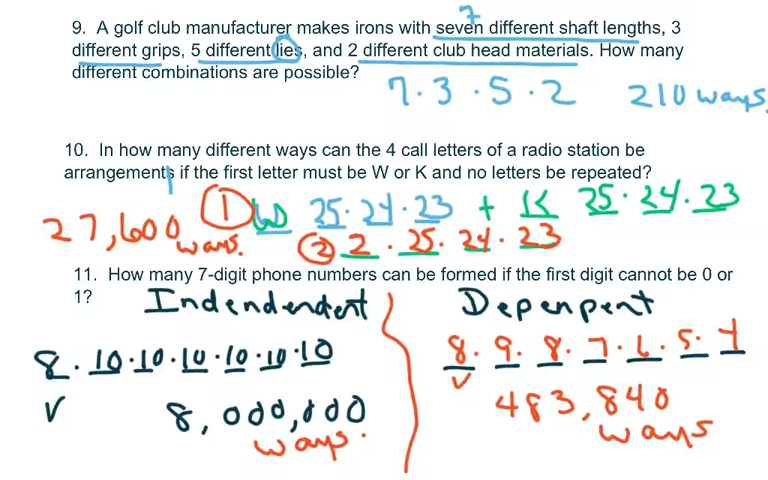 7
9. A golf club manufacturer makes irons with seven different shaft lengths, 3
different grips, 5 different lies, and 2 different club head materials. How many
different combinations are possible?
7 · 3 · 5 · 2 210 ways.
10. In how many different ways can the 4 call letters of a radio station be
arrangements if the first letter must be W or K and no letters be repeated?
① W 25 · 24 · 23 + K 25 · 24 · 23
27,600 ways. ② 2 · 25 · 24 · 23
11. How many 7-digit phone numbers can be formed if the first digit cannot be 0 or
1?
Indendendent Depenpent
8 · 10 · 10 · 10 · 10 · 10 · 10 8 · 9 · 8 · 7 · 6 · 5 · 4
8,000,000 ways. 483,840 ways